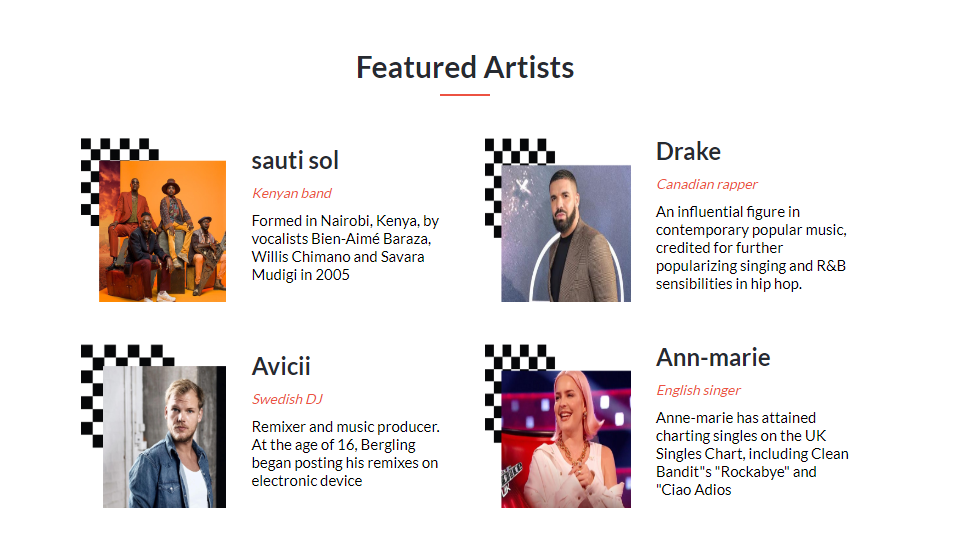 Featured Artists
sauti sol
Kenyan band
Formed in Nairobi, Kenya, by
vocalists Bien-Aimé Baraza,
Willis Chimano and Savara
Mudigi in 2005
Drake
Canadian rapper
An influential figure in
contemporary popular music,
credited for further
popularizing singing and R&B
sensibilities in hip hop.
Avicii
Swedish DJ
Remixer and music producer.
At the age of 16, Bergling
began posting his remixes on
electronic device
Ann-marie
English singer
Anne-marie has attained
charting singles on the UK
Singles Chart, including Clean
Bandit"s "Rockabye" and
"Ciao Adios